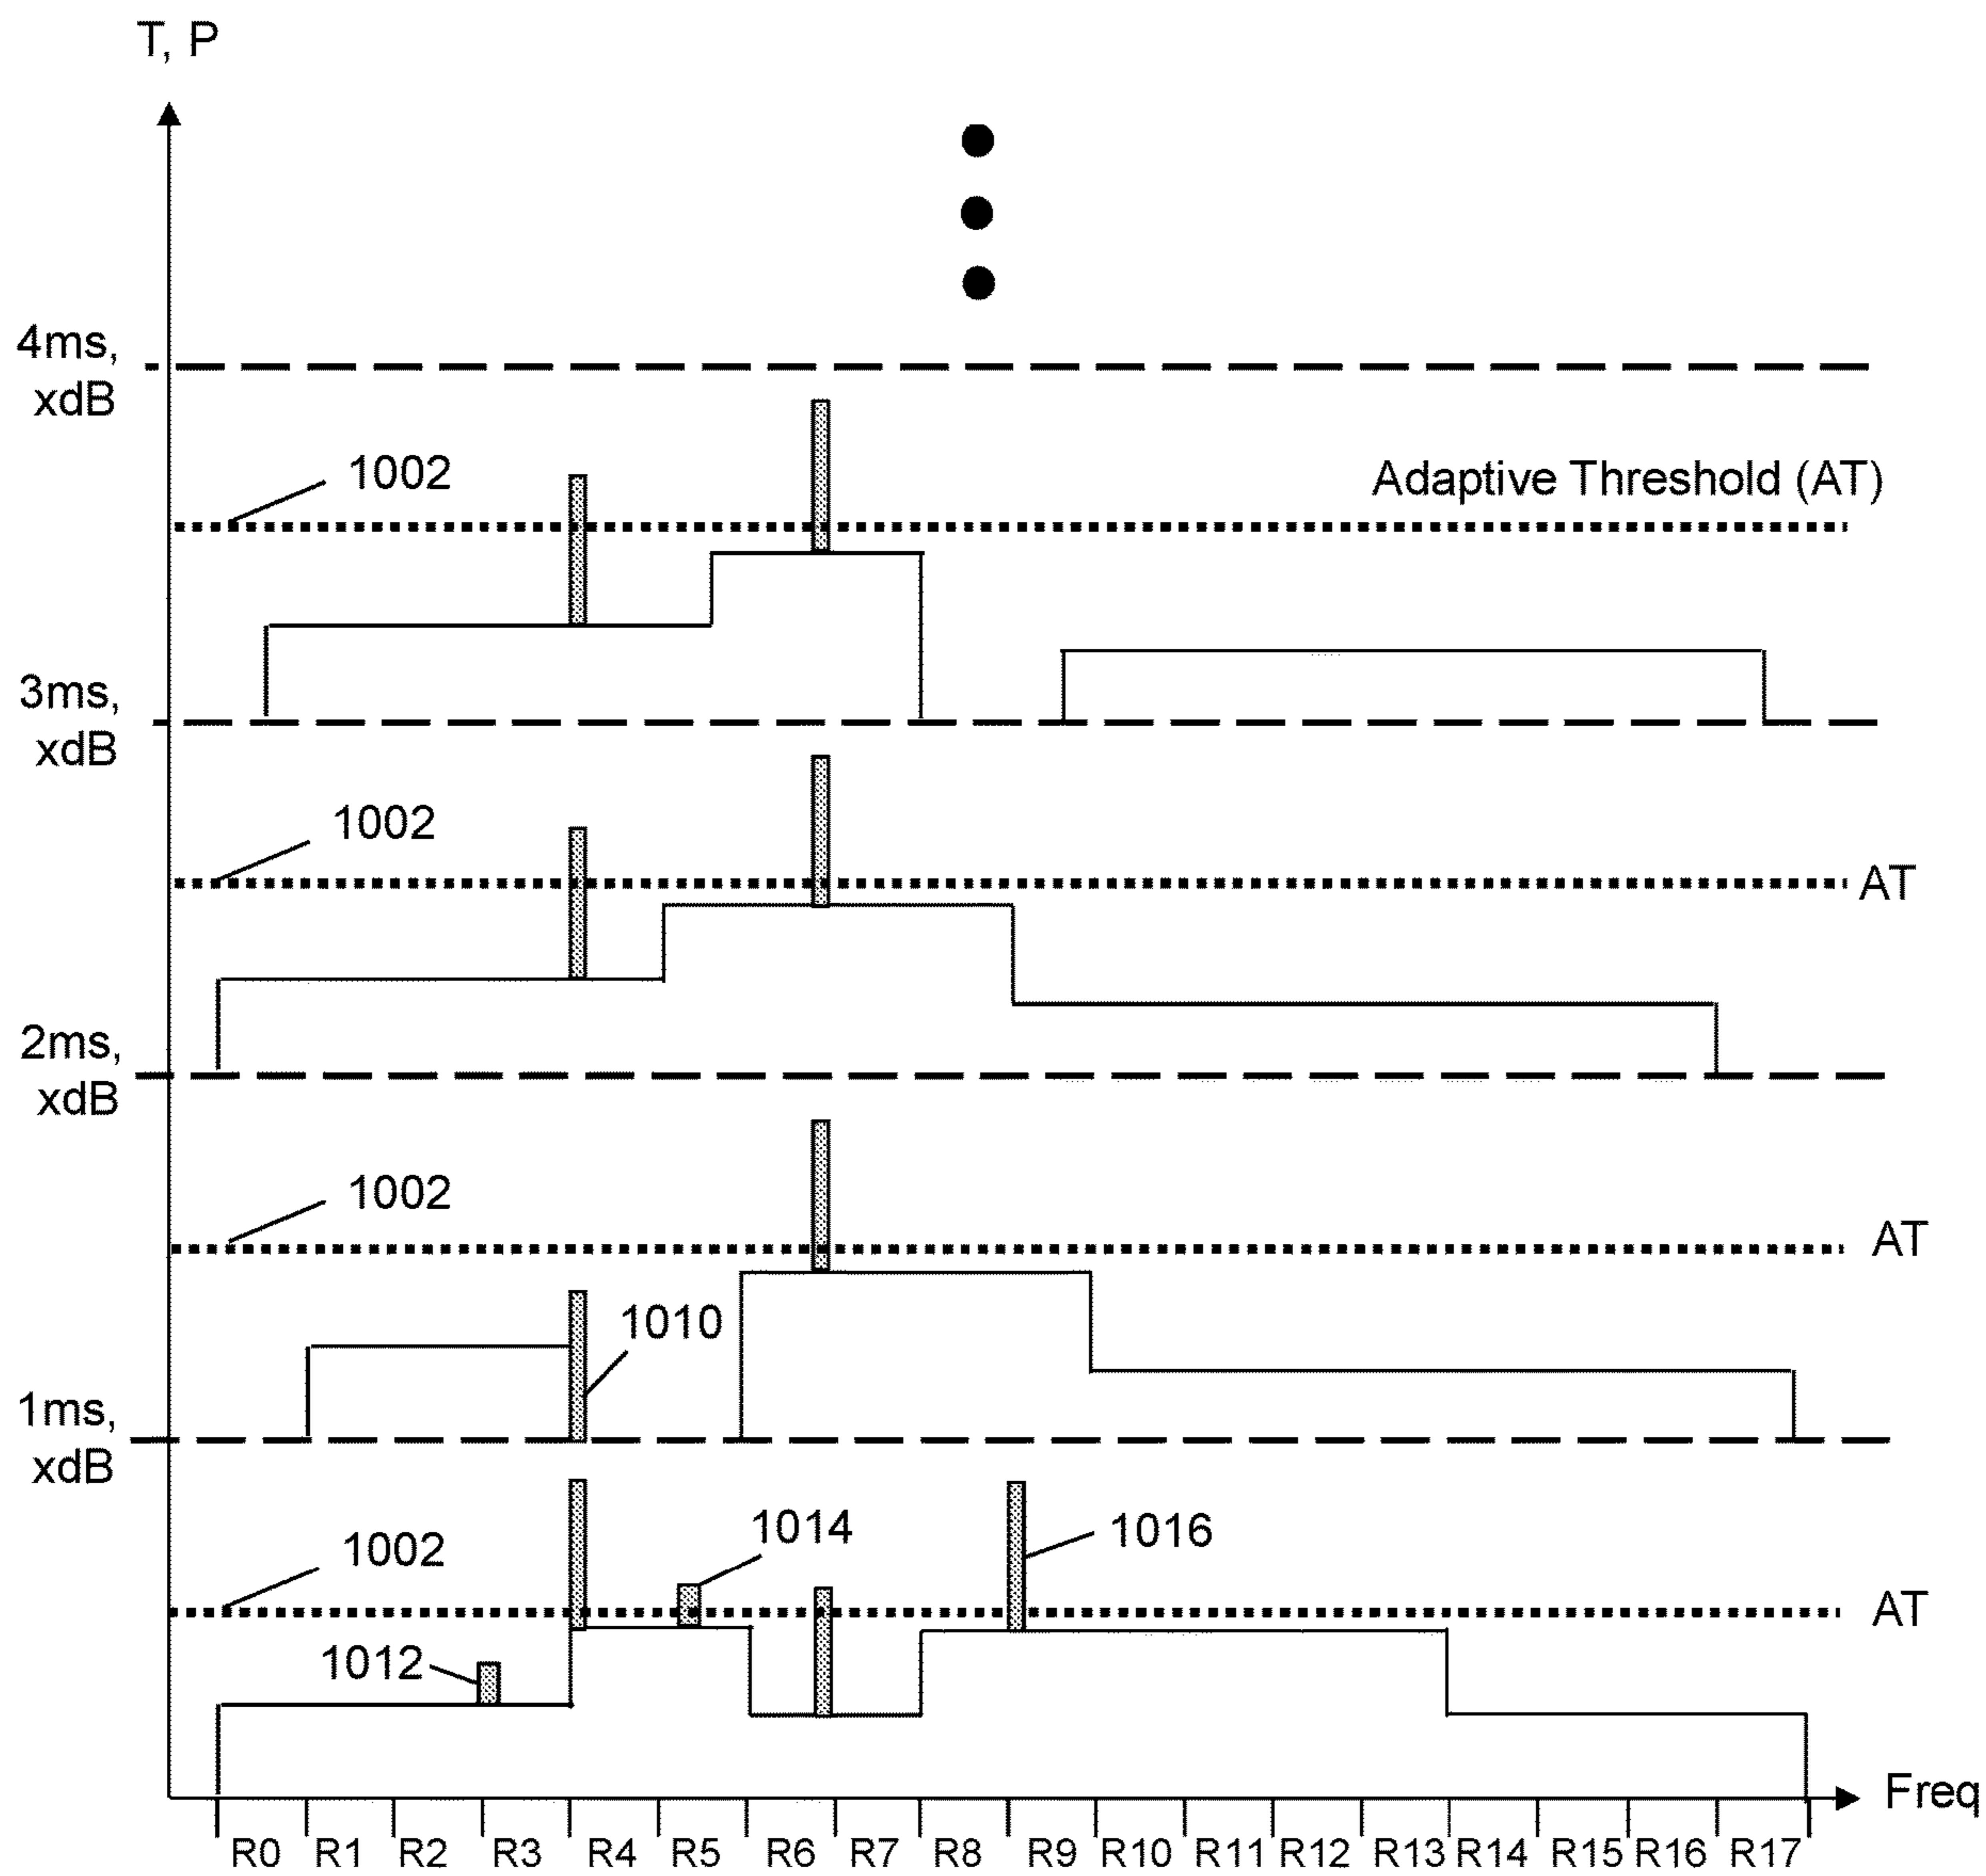 T, P
4ms,
xdB
1002
Adaptive Threshold (AT)
3ms,
xdB
1002
AT
2ms,
xdB
1002
AT
1010
1ms,
xdB
1014
1016
1002
AT
1012
Freq
R0 R1 R2 R3 R4 R5 R6 R7 R8 R9 R10 R11 R12 R13 R14 R15 R16 R17